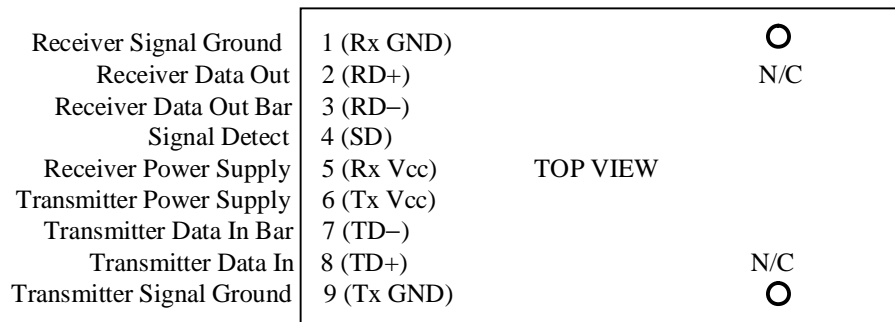 Receiver Signal Ground 1 (Rx GND)
Receiver Data Out 2 (RD+) N/C
Receiver Data Out Bar 3 (RD−)
Signal Detect 4 (SD)
Receiver Power Supply 5 (Rx Vcc) TOP VIEW
Transmitter Power Supply 6 (Tx Vcc)
Transmitter Data In Bar 7 (TD−)
Transmitter Data In 8 (TD+) N/C
Transmitter Signal Ground 9 (Tx GND)